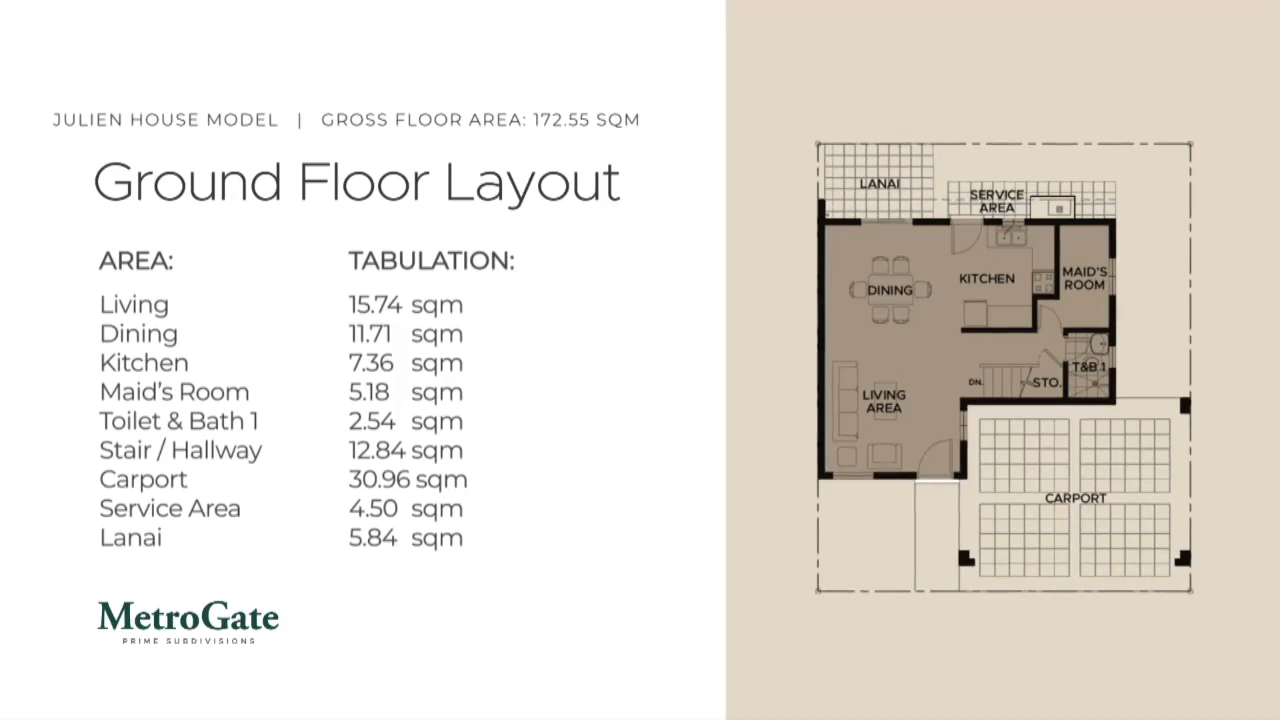 JULIEN HOUSE MODEL | GROSS FLOOR AREA: 172.55 SQM
Ground Floor Layout
AREA: TABULATION:
Living 15.74 sqm
Dining 11.71 sqm
Kitchen 7.36 sqm
Maid's Room 5.18 sqm
Toilet & Bath 1 2.54 sqm
Stair / Hallway 12.84 sqm
Carport 30.96 sqm
Service Area 4.50 sqm
Lanai 5.84 sqm
MetroGate
PRIME SUBDIVISIONS
LANAI
SERVICE
AREA
DINING
KITCHEN
MAID'S
ROOM
T&B 1
DN.
STO.
LIVING
AREA
CARPORT